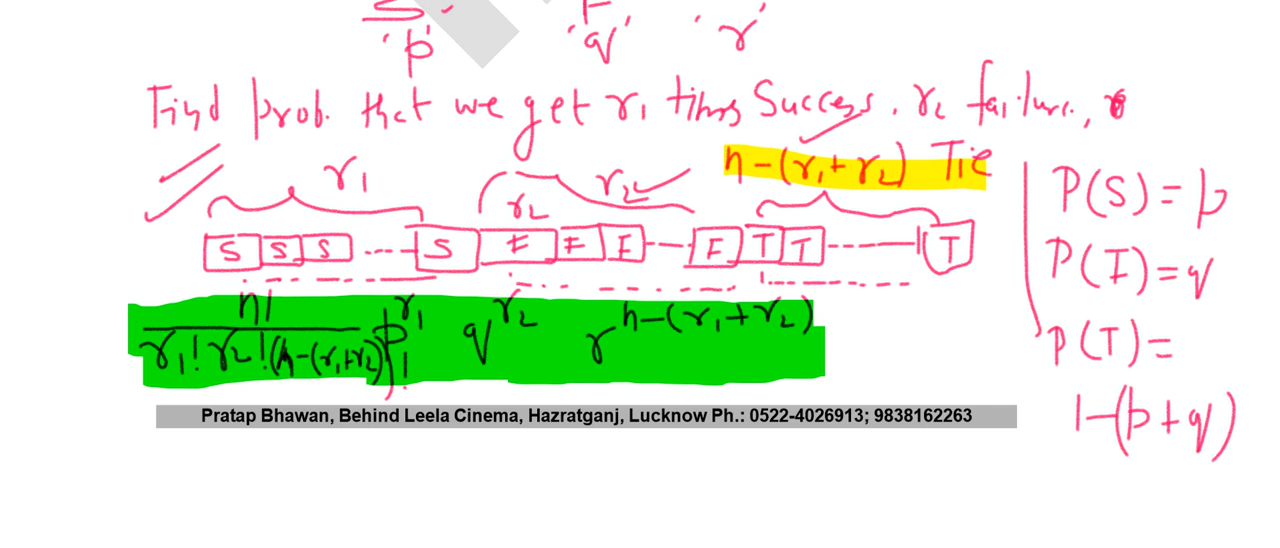 S. F
'p' 'q' 'r'
Find prob. that we get r₁ times Success, r₂ failure,
n-(r₁+r₂) Tie
r₁ r₂ r₂
S S S ---- S F F F --- F T T ------ T
P(S) = p
P(F) = q
P(T) =
1-(p+q)
n!
r₁! r₂! (n-(r₁+r₂))! p^r₁ q^r₂ r^n-(r₁+r₂)
Pratap Bhawan, Behind Leela Cinema, Hazratganj, Lucknow Ph.: 0522-4026913; 9838162263